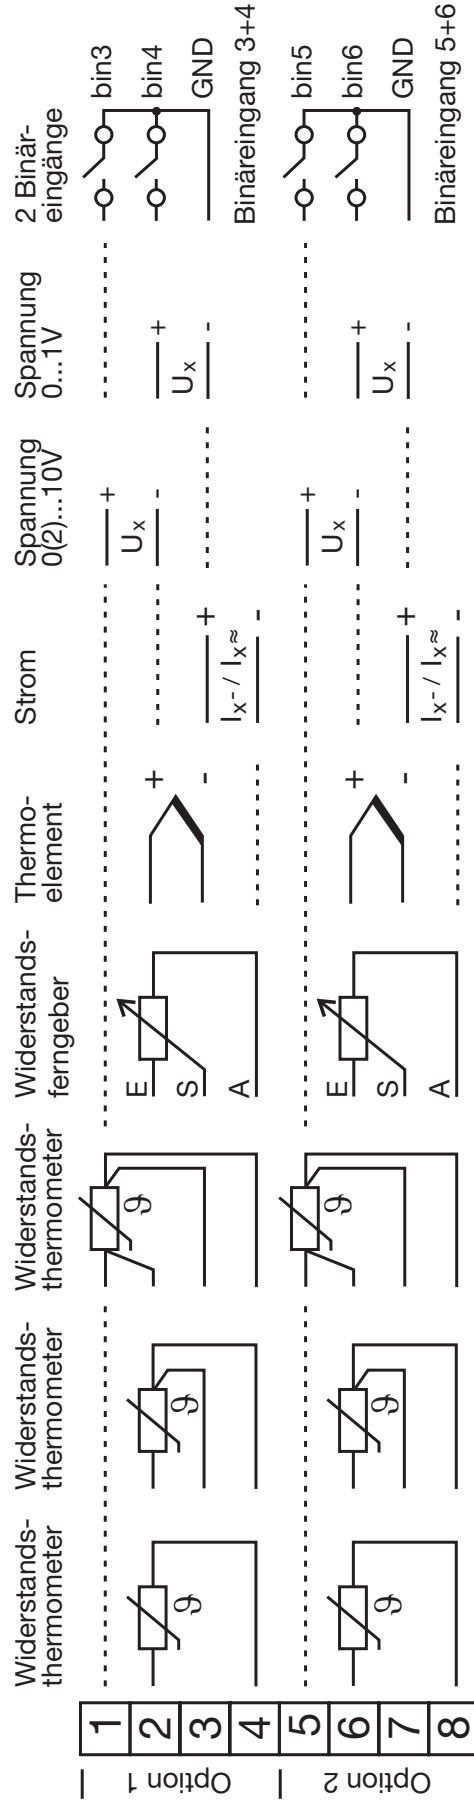 Widerstands-
thermometer
Widerstands-
thermometer
Widerstands-
thermometer
Widerstands-
ferngeber
Thermo-
element
Strom
Spannung
0(2)...10V
Spannung
0...1V
2 Binär-
eingänge
Option 1
1
2
3
4
ϑ
ϑ
ϑ
E
S
A
+
-
+
Ix- / Ix≈
-
+
Ux
-
+
Ux
-
bin3
bin4
GND
Binäreingang 3+4
Option 2
5
6
7
8
ϑ
ϑ
ϑ
E
S
A
+
-
+
Ix- / Ix≈
-
+
Ux
-
+
Ux
-
bin5
bin6
GND
Binäreingang 5+6